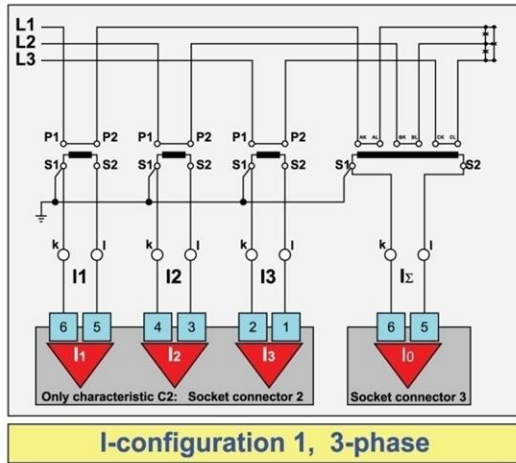 L1
L2
L3
AK AL BK BL CK CL
P1 P2 P1 P2 P1 P2
S1 S2 S1 S2 S1 S2 S1 S2
k l k l k l k l
I1 I2 I3 IΣ
6 5 4 3 2 1 6 5
I1 I2 I3 I0
Only characteristic C2: Socket connector 2 Socket connector 3
I-configuration 1, 3-phase